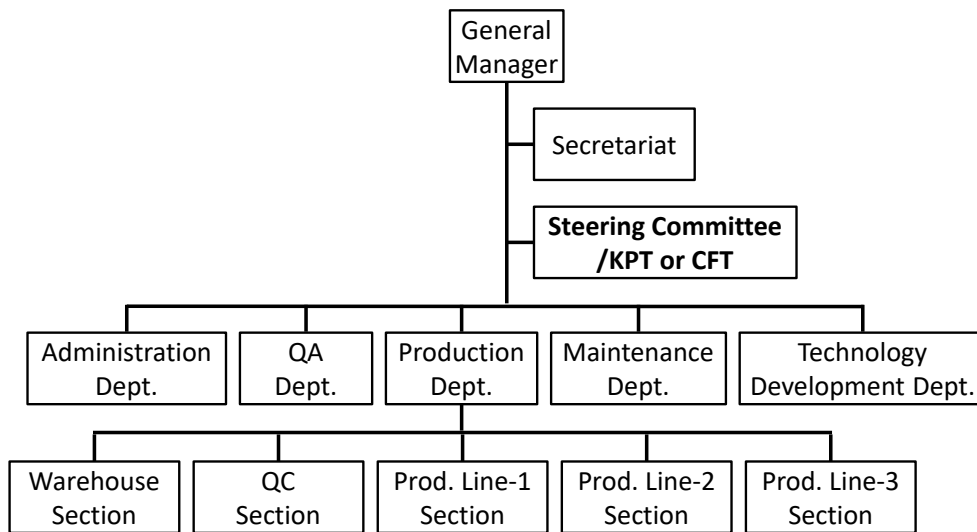 General
Manager
Secretariat
Steering Committee
/KPT or CFT
Administration
Dept.
QA
Dept.
Production
Dept.
Maintenance
Dept.
Technology
Development Dept.
Warehouse
Section
QC
Section
Prod. Line-1
Section
Prod. Line-2
Section
Prod. Line-3
Section